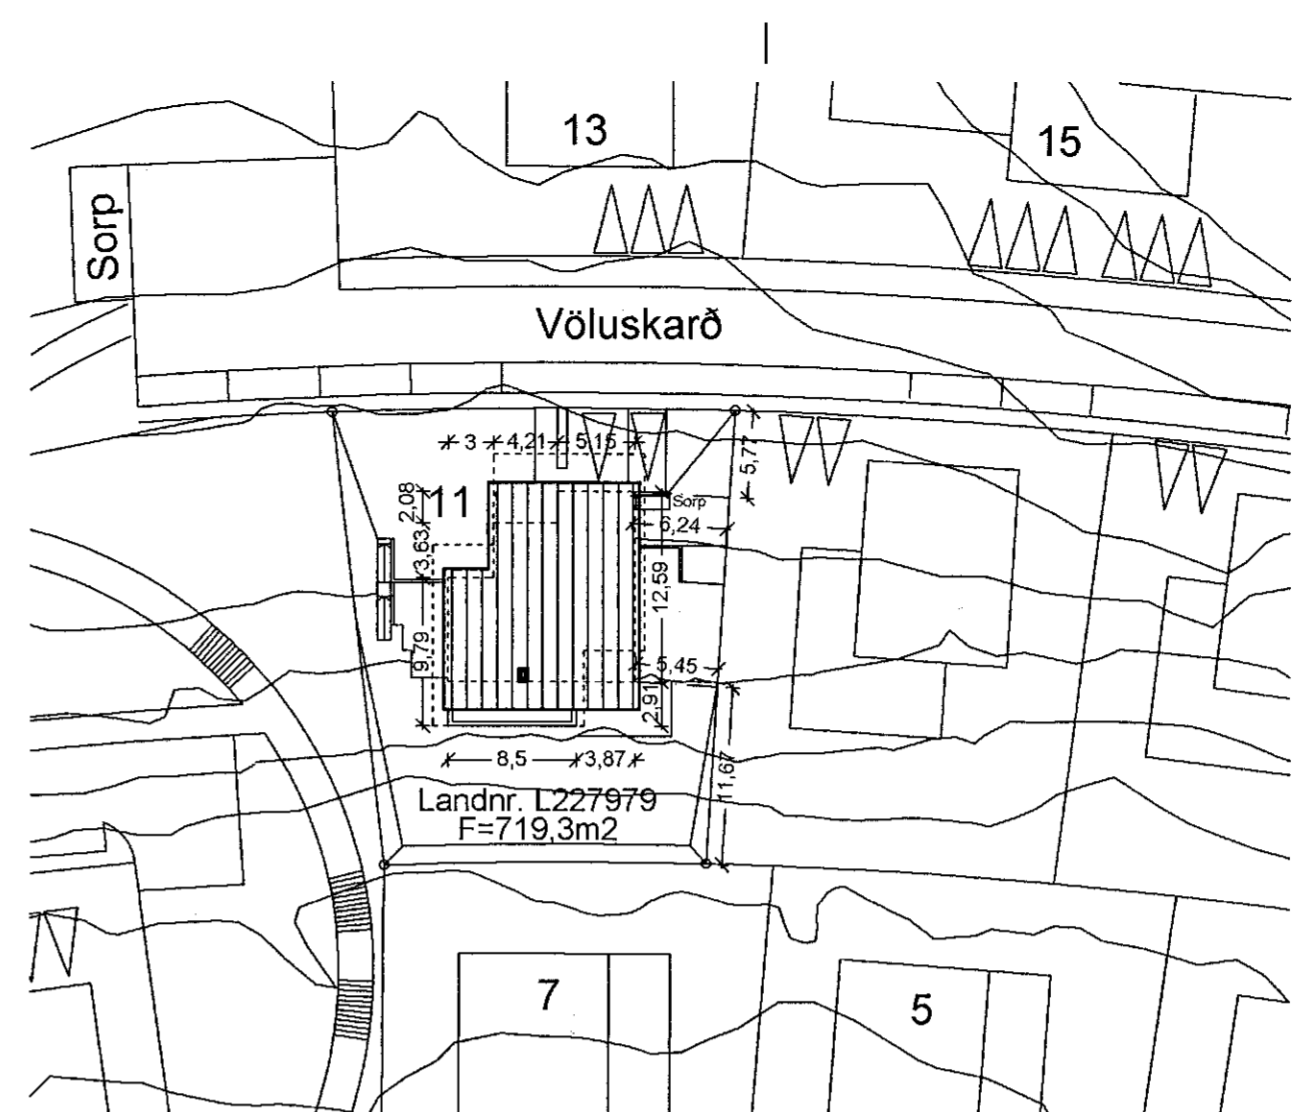 13
15
Sorp
Völuskarð
3 4,21 5,15
5,77
2,08
11
Sorp
6,24
3,63
12,59
9,79
5,45
2,91
8,5 3,87
11,67
Landnr. L227979
F=719,3m2
7
5